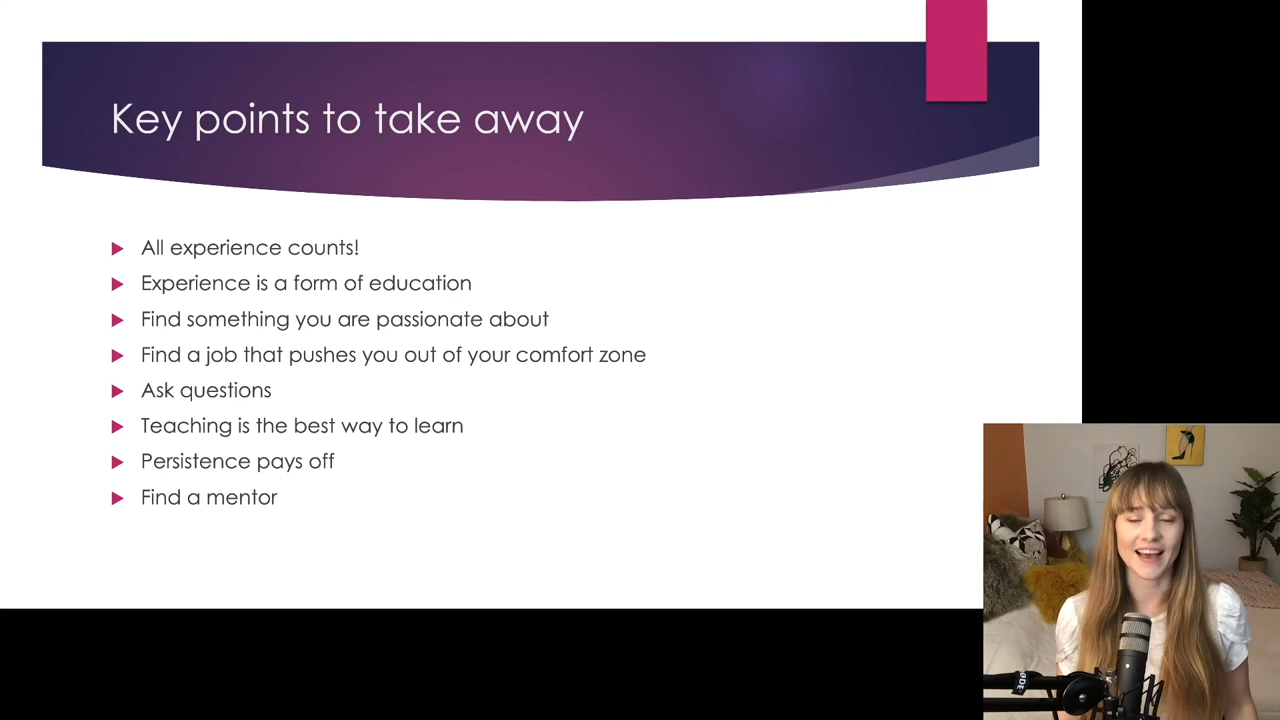 Key points to take away
All experience counts!
Experience is a form of education
Find something you are passionate about
Find a job that pushes you out of your comfort zone
Ask questions
Teaching is the best way to learn
Persistence pays off
Find a mentor